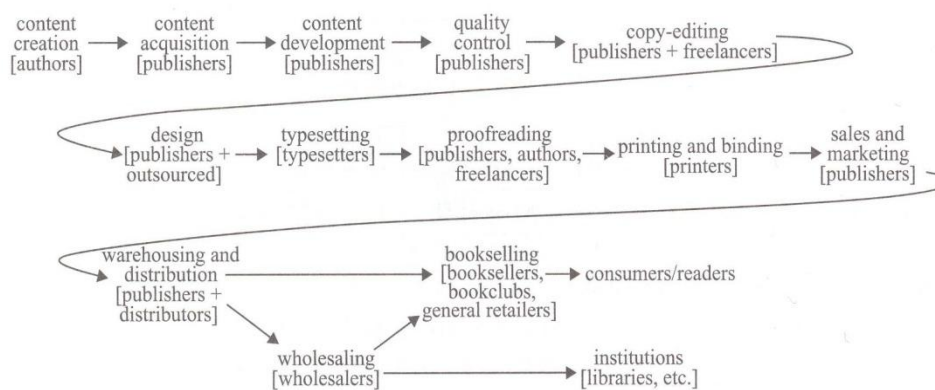 content
creation
[authors]
content
acquisition
[publishers]
content
development
[publishers]
quality
control
[publishers]
copy-editing
[publishers + freelancers]
design
[publishers +
outsourced]
typesetting
[typesetters]
proofreading
[publishers, authors,
freelancers]
printing and binding
[printers]
sales and
marketing
[publishers]
warehousing and
distribution
[publishers +
distributors]
bookselling
[booksellers,
bookclubs,
general retailers]
consumers/readers
wholesaling
[wholesalers]
institutions
[libraries, etc.]